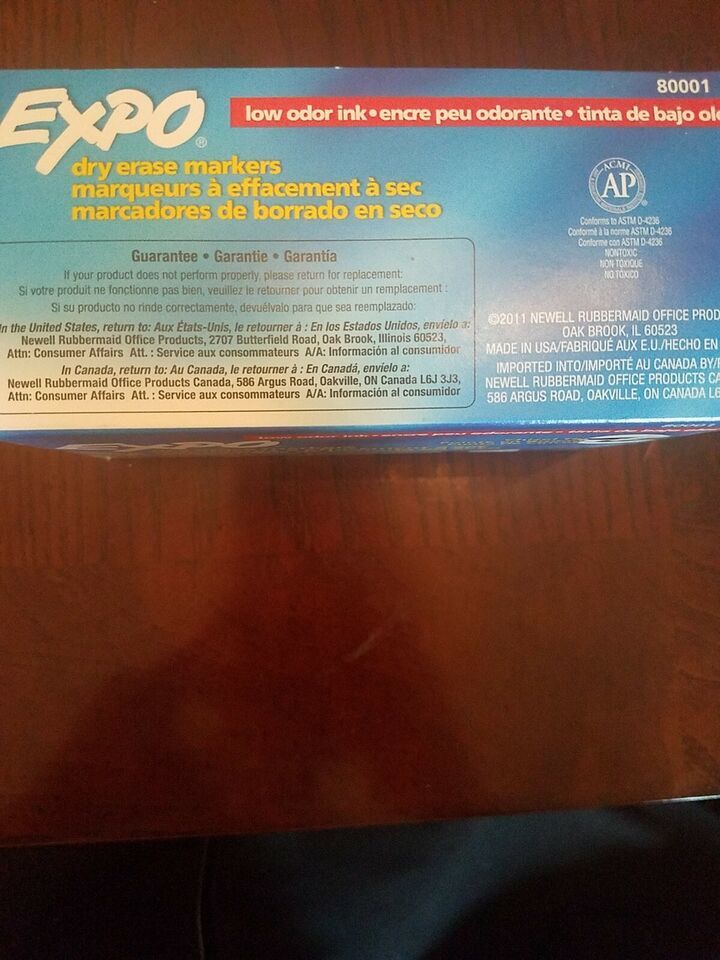 80001
EXPO®
low odor ink • encre peu odorante • tinta de bajo
dry erase markers
marqueurs à effacement à sec
marcadores de borrado en seco
ACMI
AP
Conforms to ASTM D-4236
Conformé à la norme ASTM D-4236
Conforme con ASTM D-4236
NONTOXIC
NON TOXIQUE
NO TÓXICO
Guarantee • Garantie • Garantía
If your product does not perform properly, please return for replacement:
Si votre produit ne fonctionne pas bien, veuillez le retourner pour obtenir un remplacement :
Si su producto no rinde correctamente, devuélvalo para que sea reemplazado:
In the United States, return to: Aux États-Unis, le retourner à : En los Estados Unidos, envíelo a:
Newell Rubbermaid Office Products, 2707 Butterfield Road, Oak Brook, Illinois 60523,
Attn: Consumer Affairs Att. : Service aux consommateurs A/A: Información al consumidor
In Canada, return to: Au Canada, le retourner à : En Canadá, envíelo a:
Newell Rubbermaid Office Products Canada, 586 Argus Road, Oakville, ON Canada L6J 3J3,
Attn: Consumer Affairs Att. : Service aux consommateurs A/A: Información al consumidor
©2011 NEWELL RUBBERMAID OFFICE PROD
OAK BROOK, IL 60523
MADE IN USA/FABRIQUÉ AUX E.U./HECHO EN
IMPORTED INTO/IMPORTÉ AU CANADA BY/
NEWELL RUBBERMAID OFFICE PRODUCTS CA
586 ARGUS ROAD, OAKVILLE, ON CANADA L6
EXPO
low odor ink
80001